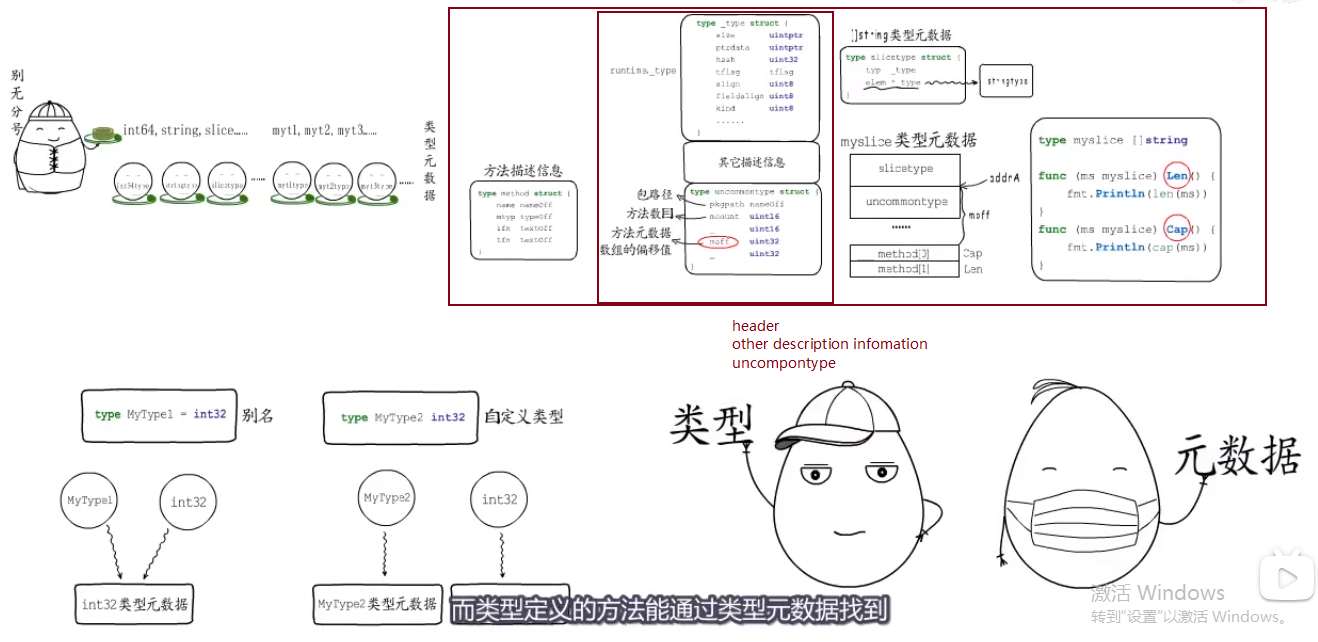 别无分号
int64, string, slice……
myt1, myt2, myt3……
int64type
stringtype
slicetype
……
myt1type
myt2type
myt3type
……
类型元数据
方法描述信息
type method struct {
name nameOff
mtyp typeOff
ifn textOff
tfn textOff
}
runtime._type
type _type struct {
size uintptr
ptrdata uintptr
hash uint32
tflag tflag
align uint8
fieldalign uint8
kind uint8
......
}
其它描述信息
包路径
方法数目
方法元数据
数组的偏移值
type uncommontype struct {
pkgpath nameOff
mcount uint16
_ uint16
moff uint32
_ uint32
}
[]string类型元数据
type slicetype struct {
typ _type
elem *_type
}
stringtype
myslice 类型元数据
slicetype
uncommontype
……
method[0] Cap
method[1] Len
addrA
moff
type myslice []string
func (ms myslice) Len() {
fmt.Println(len(ms))
}
func (ms myslice) Cap() {
fmt.Println(cap(ms))
}
header
other description infomation
uncompontype
type MyType1 = int32
别名
type MyType2 int32
自定义类型
MyType1
int32
MyType2
int32
int32类型元数据
MyType2类型元数据
类型
元数据
而类型定义的方法能通过类型元数据找到
激活 Windows
转到"设置"以激活 Windows。